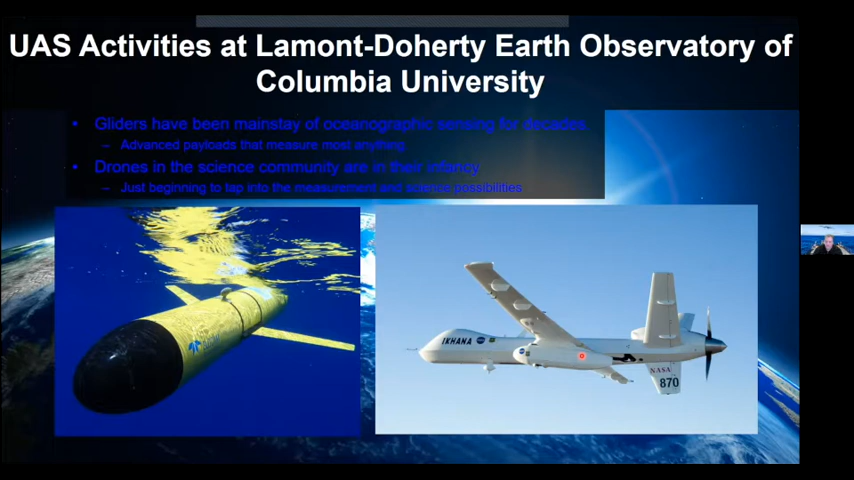 UAS Activities at Lamont-Doherty Earth Observatory of
Columbia University
• Gliders have been mainstay of oceanographic sensing for decades.
– Advanced payloads that measure most anything
• Drones in the science community are in their infancy
– Just beginning to tap into the measurement and science possibilities
IKHANA
NASA
870